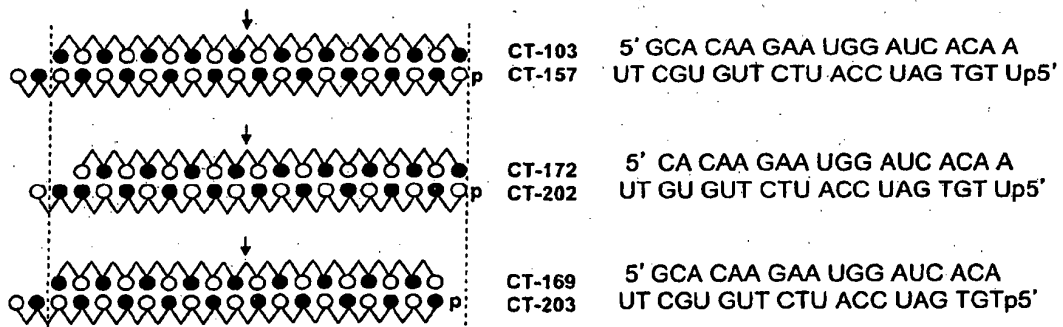 CT-103 5' GCA CAA GAA UGG AUC ACA A
p CT-157 UT CGU GUT CTU ACC UAG TGT Up5'
CT-172 5' CA CAA GAA UGG AUC ACA A
p CT-202 UT GU GUT CTU ACC UAG TGT Up5'
CT-169 5' GCA CAA GAA UGG AUC ACA
p CT-203 UT CGU GUT CTU ACC UAG TGTp5'